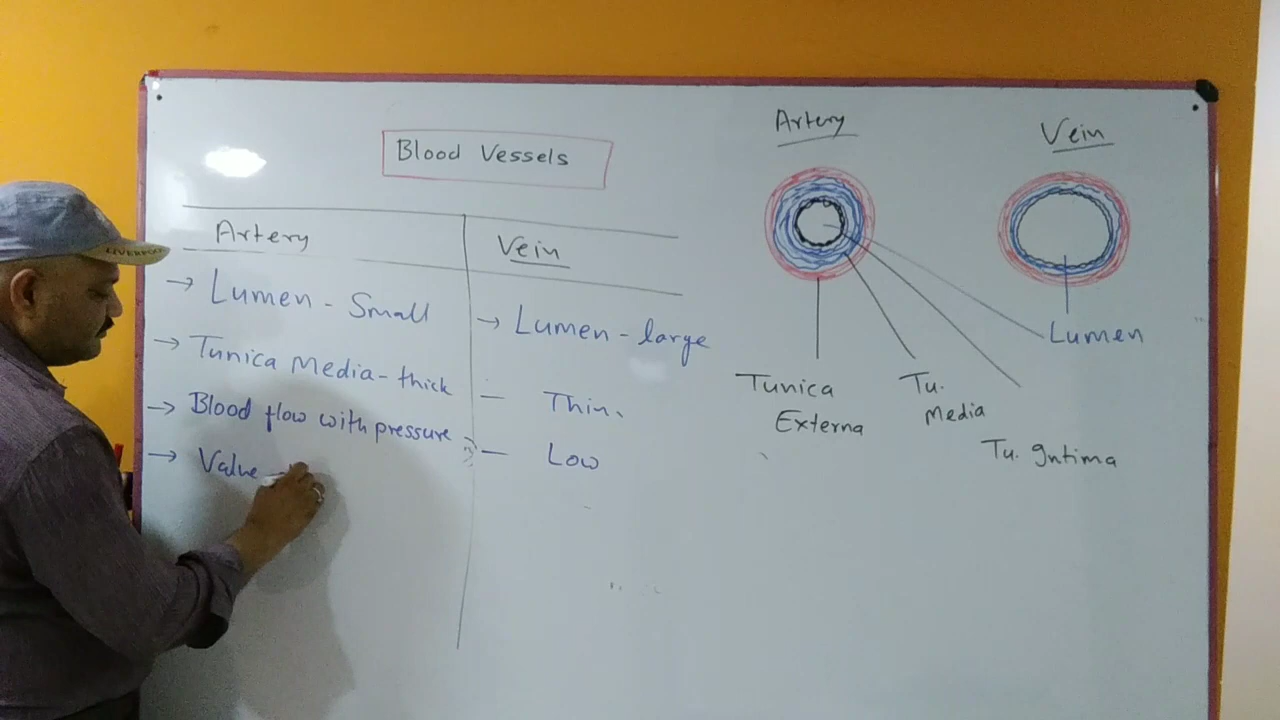 Blood Vessels
Artery
Vein
→ Lumen - Small
→ Lumen - large
→ Tunica Media - thick
— Thin
→ Blood flow with pressure
— Low
→ Valve -
Artery
Vein
Lumen
Tunica
Externa
Tu.
Media
Tu. Intima
LIVERPOOL